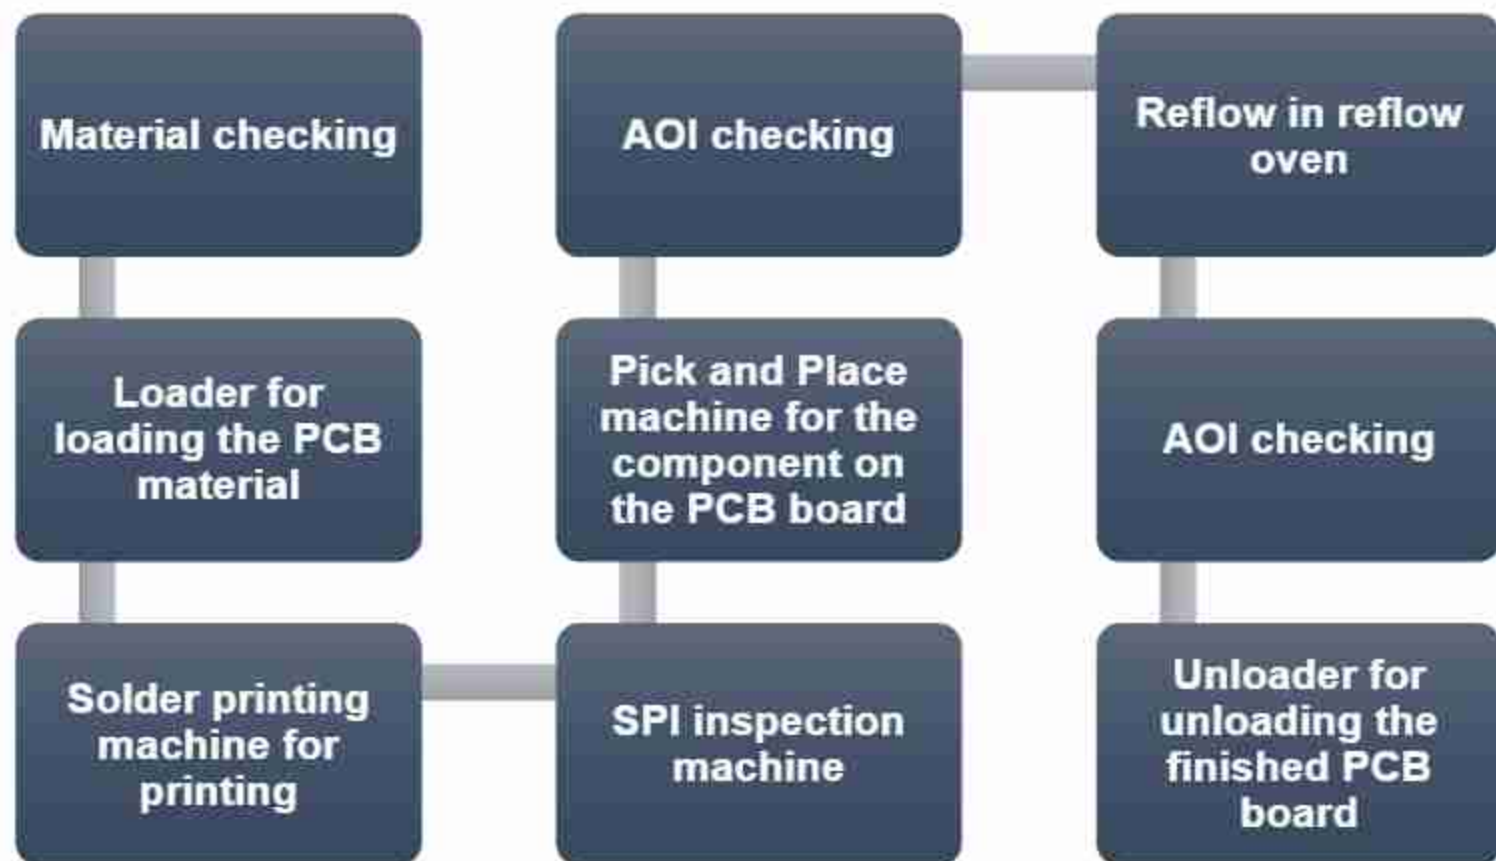 Material checking
Loader for
loading the PCB
material
Solder printing
machine for
printing
SPI inspection
machine
Pick and Place
machine for the
component on
the PCB board
AOI checking
Reflow in reflow
oven
AOI checking
Unloader for
unloading the
finished PCB
board